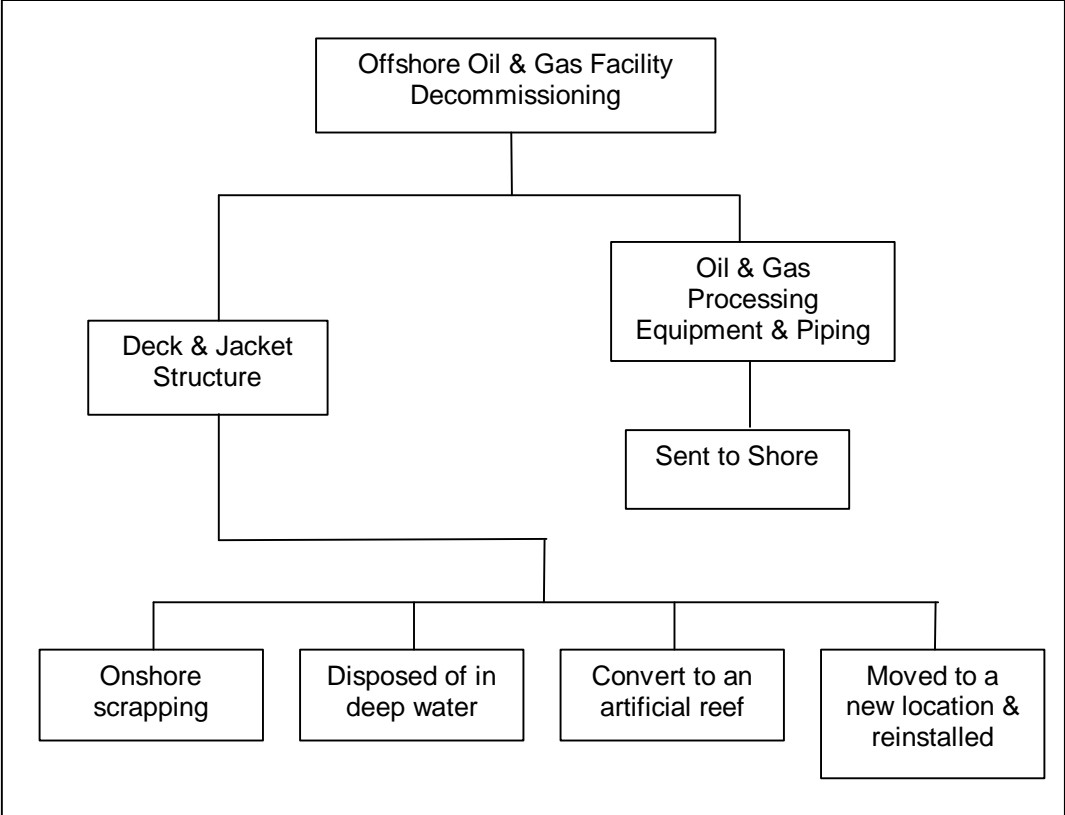 Offshore Oil & Gas Facility
Decommissioning
Oil & Gas
Processing
Equipment & Piping
Deck & Jacket
Structure
Sent to Shore
Onshore
scrapping
Disposed of in
deep water
Convert to an
artificial reef
Moved to a
new location &
reinstalled